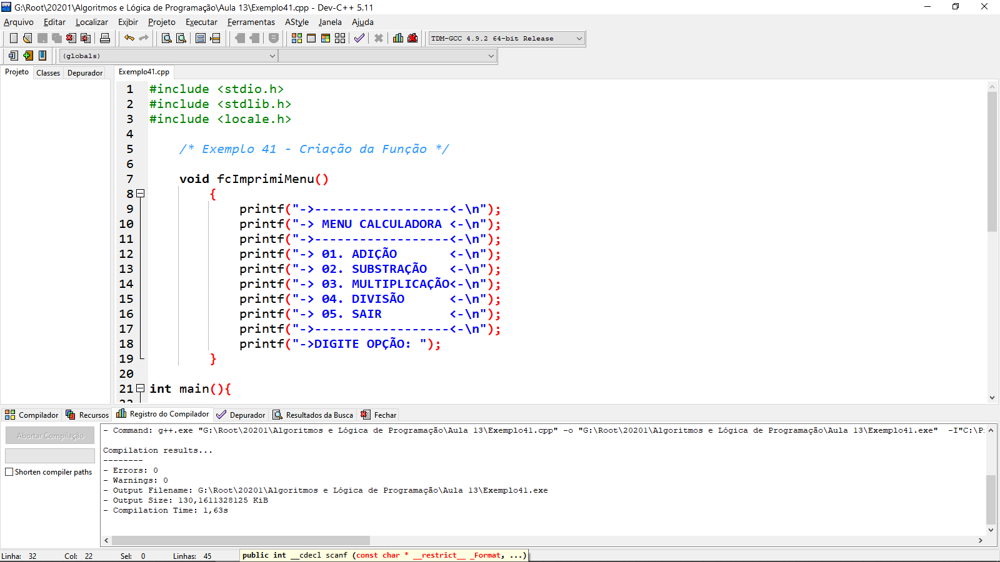 G:\Root\20201\Algoritmos e Lógica de Programação\Aula 13\Exemplo41.cpp - Dev-C++ 5.11
Arquivo Editar Localizar Exibir Projeto Executar Ferramentas AStyle Janela Ajuda
TDM-GCC 4.9.2 64-bit Release
(globals)
Projeto Classes Depurador Exemplo41.cpp
1 #include <stdio.h>
2 #include <stdlib.h>
3 #include <locale.h>
4
5 /* Exemplo 41 - Criação da Função */
6
7 void fcImprimiMenu()
8 {
9 printf("->------------------<-\n");
10 printf("-> MENU CALCULADORA <-\n");
11 printf("->------------------<-\n");
12 printf("-> 01. ADIÇÃO       <-\n");
13 printf("-> 02. SUBSTRAÇÃO   <-\n");
14 printf("-> 03. MULTIPLICAÇÃO<-\n");
15 printf("-> 04. DIVISÃO      <-\n");
16 printf("-> 05. SAIR         <-\n");
17 printf("->------------------<-\n");
18 printf("->DIGITE OPÇÃO: ");
19 }
20
21 int main(){
Compilador Recursos Registro do Compilador Depurador Resultados da Busca Fechar
Abortar Compilação
Shorten compiler paths
- Command: g++.exe "G:\Root\20201\Algoritmos e Lógica de Programação\Aula 13\Exemplo41.cpp" -o "G:\Root\20201\Algoritmos e Lógica de Programação\Aula 13\Exemplo41.exe" -I"C:\P
Compilation results...
--------
- Errors: 0
- Warnings: 0
- Output Filename: G:\Root\20201\Algoritmos e Lógica de Programação\Aula 13\Exemplo41.exe
- Output Size: 130,1611328125 KiB
- Compilation Time: 1,63s
Linha: 32 Col: 22 Sel: 0 Linhas: 45
public int __cdecl scanf (const char * __restrict__ _Format, ...)